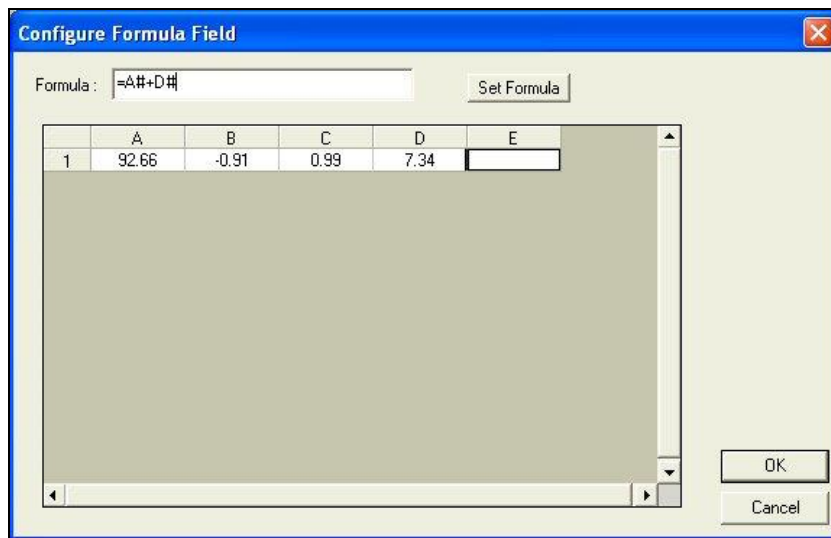 Configure Formula Field
Formula : =A#+D# Set Formula
A B C D E
1 92.66 -0.91 0.99 7.34
OK
Cancel